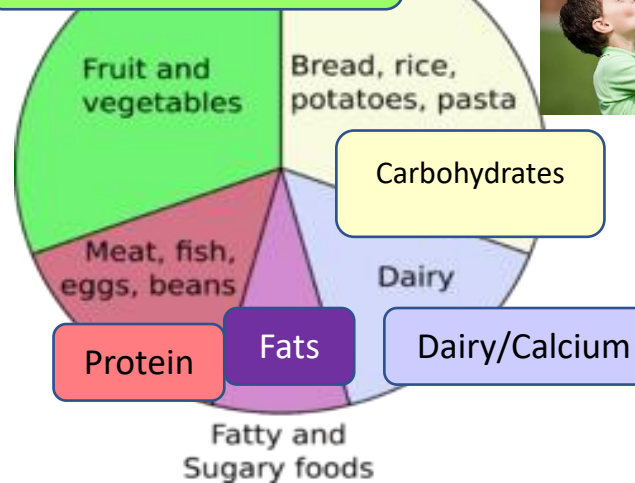 Fruit and
vegetables
Bread, rice,
potatoes, pasta
Carbohydrates
Meat, fish,
eggs, beans
Dairy
Protein
Fats
Dairy/Calcium
Fatty and
Sugary foods